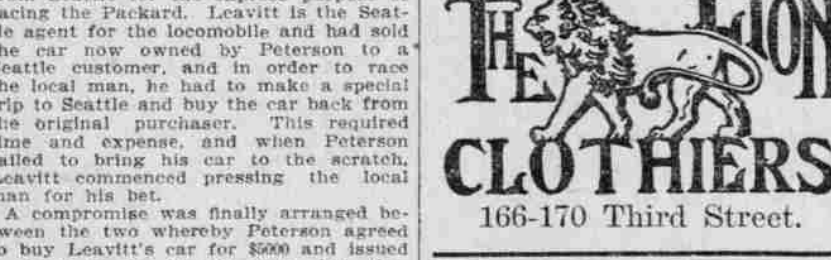 acing the Packard. Leavitt is the Seat-
le agent for the locomobile and had sold
he car now owned by Peterson to a
eattle customer, and in order to race
he local man, he had to make a special
rip to Seattle and buy the car back from
he original purchaser. This required
ime and expense, and when Peterson
ailed to bring his car to the scratch,
Leavitt commenced pressing the local
man for his bet.
A compromise was finally arranged be-
ween the two whereby Peterson agreed
o buy Leavitt's car for $5000 and issued
THE LION
CLOTHIERS
166-170 Third Street.